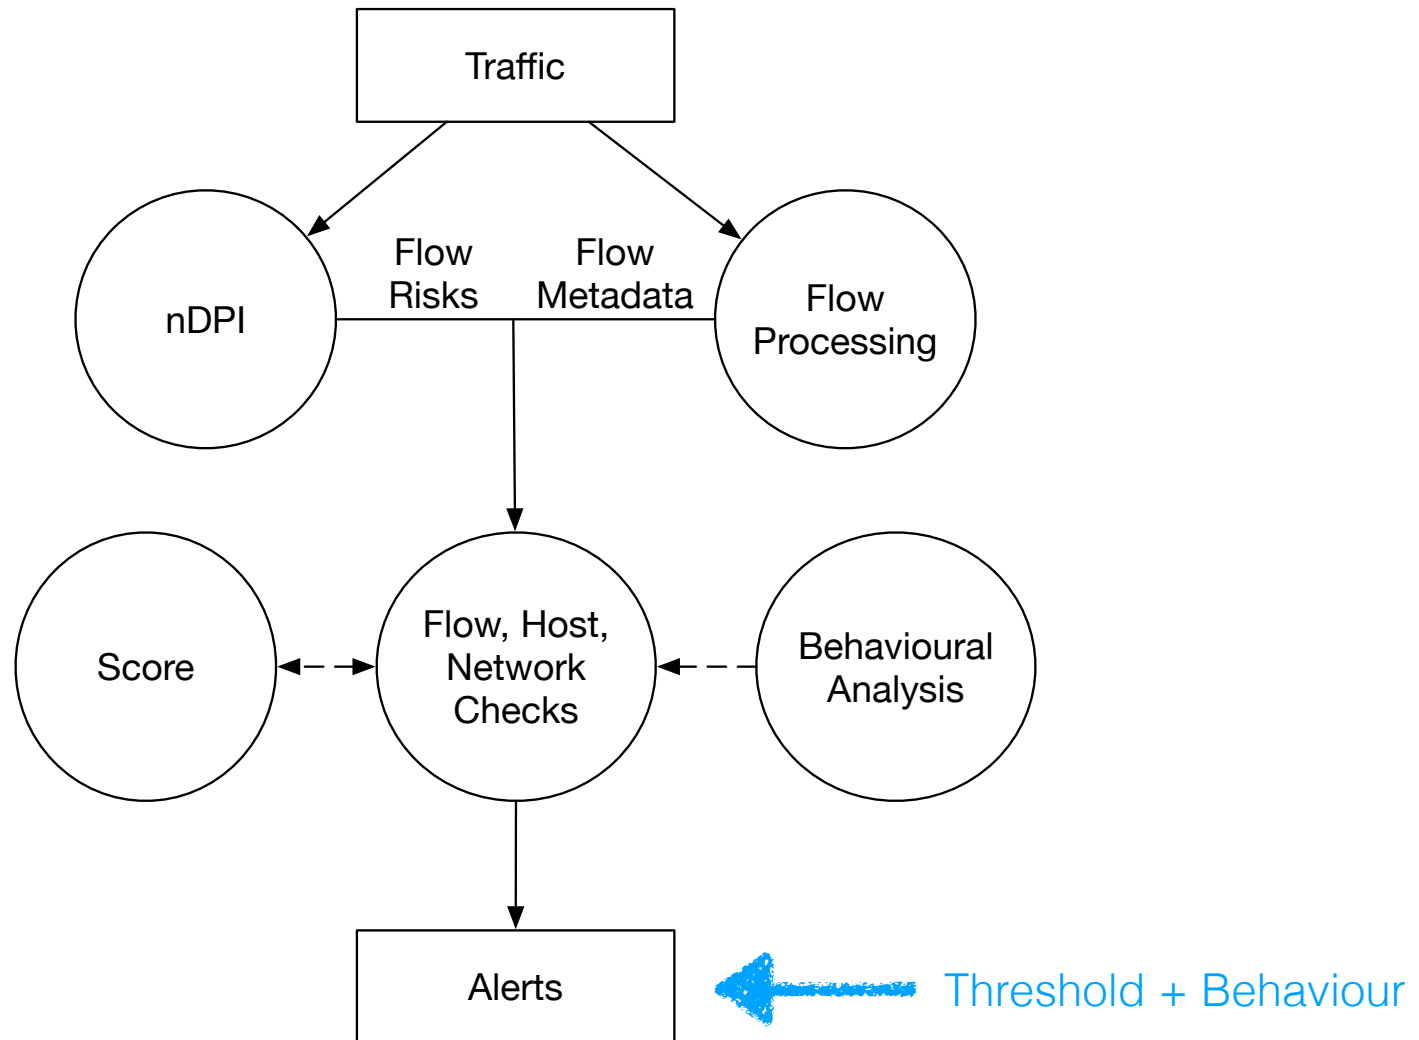 Traffic
Flow
Risks
Flow
Metadata
nDPI
Flow
Processing
Score
Flow, Host,
Network
Checks
Behavioural
Analysis
Alerts
Threshold + Behaviour